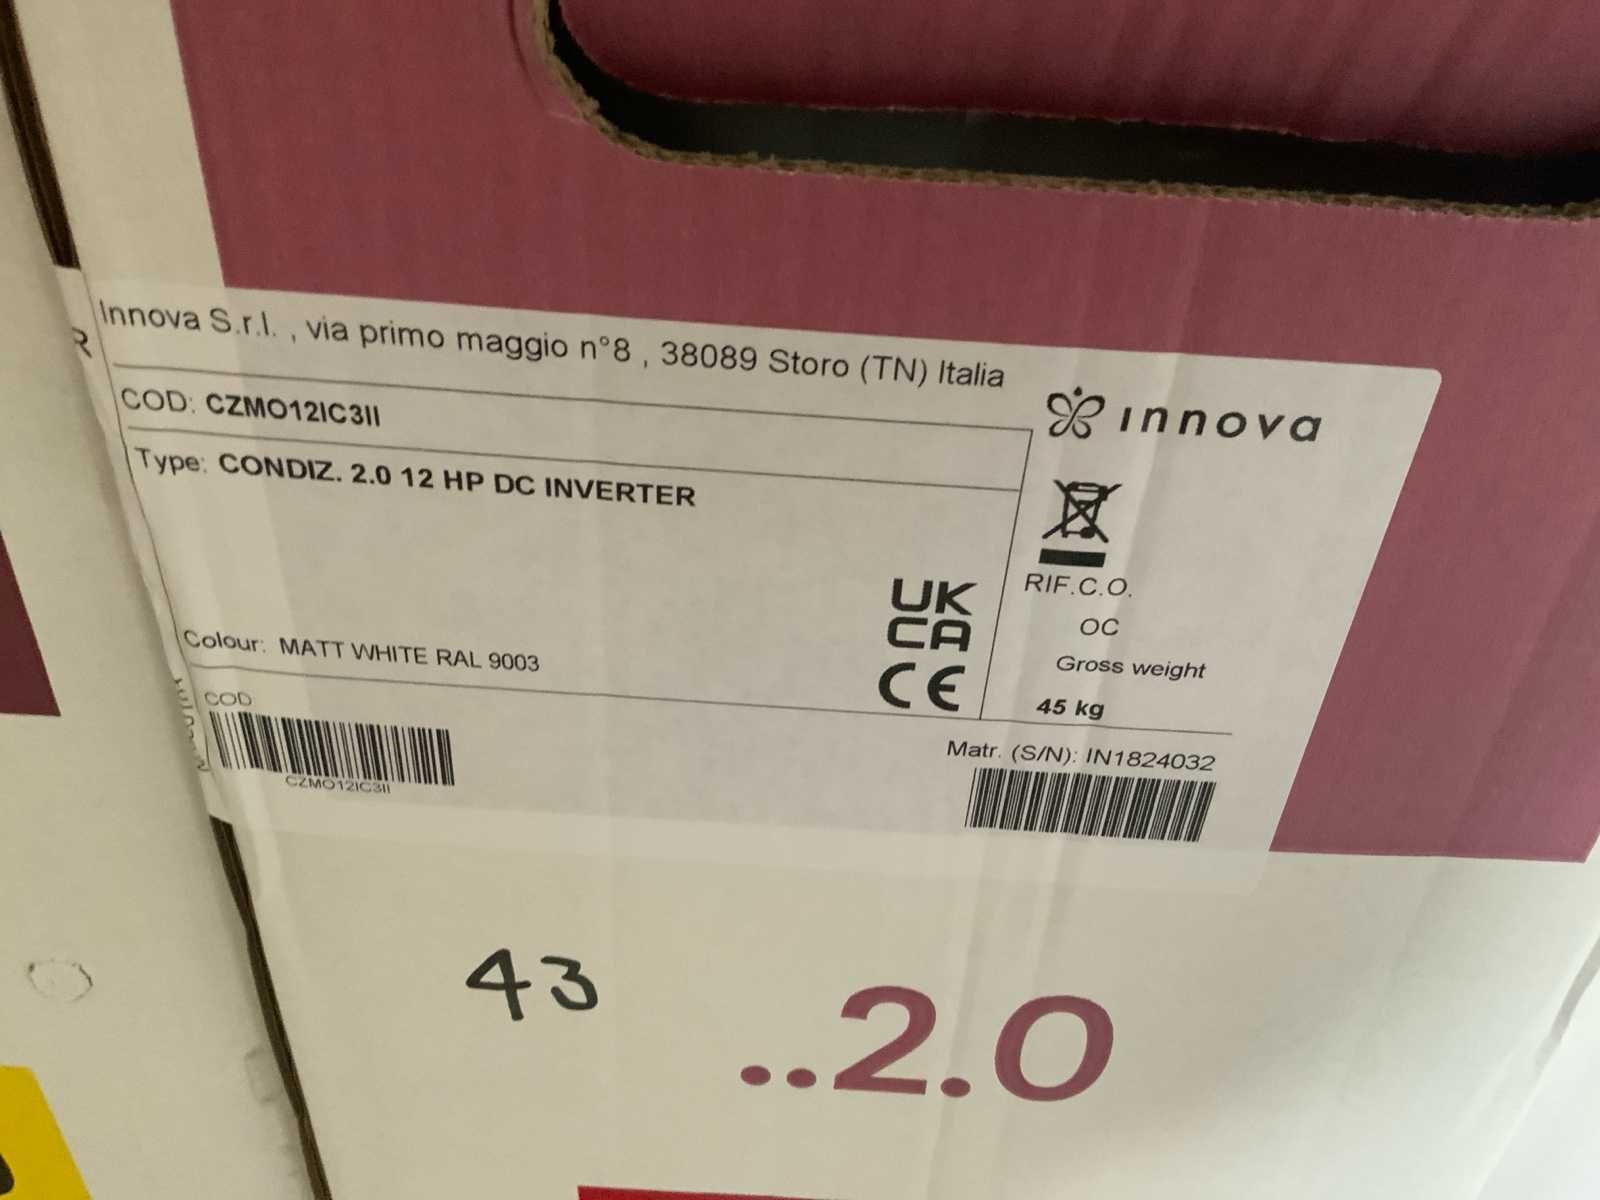 Innova S.r.l. , via primo maggio n°8 , 38089 Storo (TN) Italia
R
COD: CZMO12IC3II
ınnova
Type: CONDIZ. 2.0 12 HP DC INVERTER
UK
CA
CE
RIF.C.O.
OC
Gross weight
45 kg
Colour: MATT WHITE RAL 9003
COD
CZMO12IC3II
Matr. (S/N): IN1824032
43
..2.0